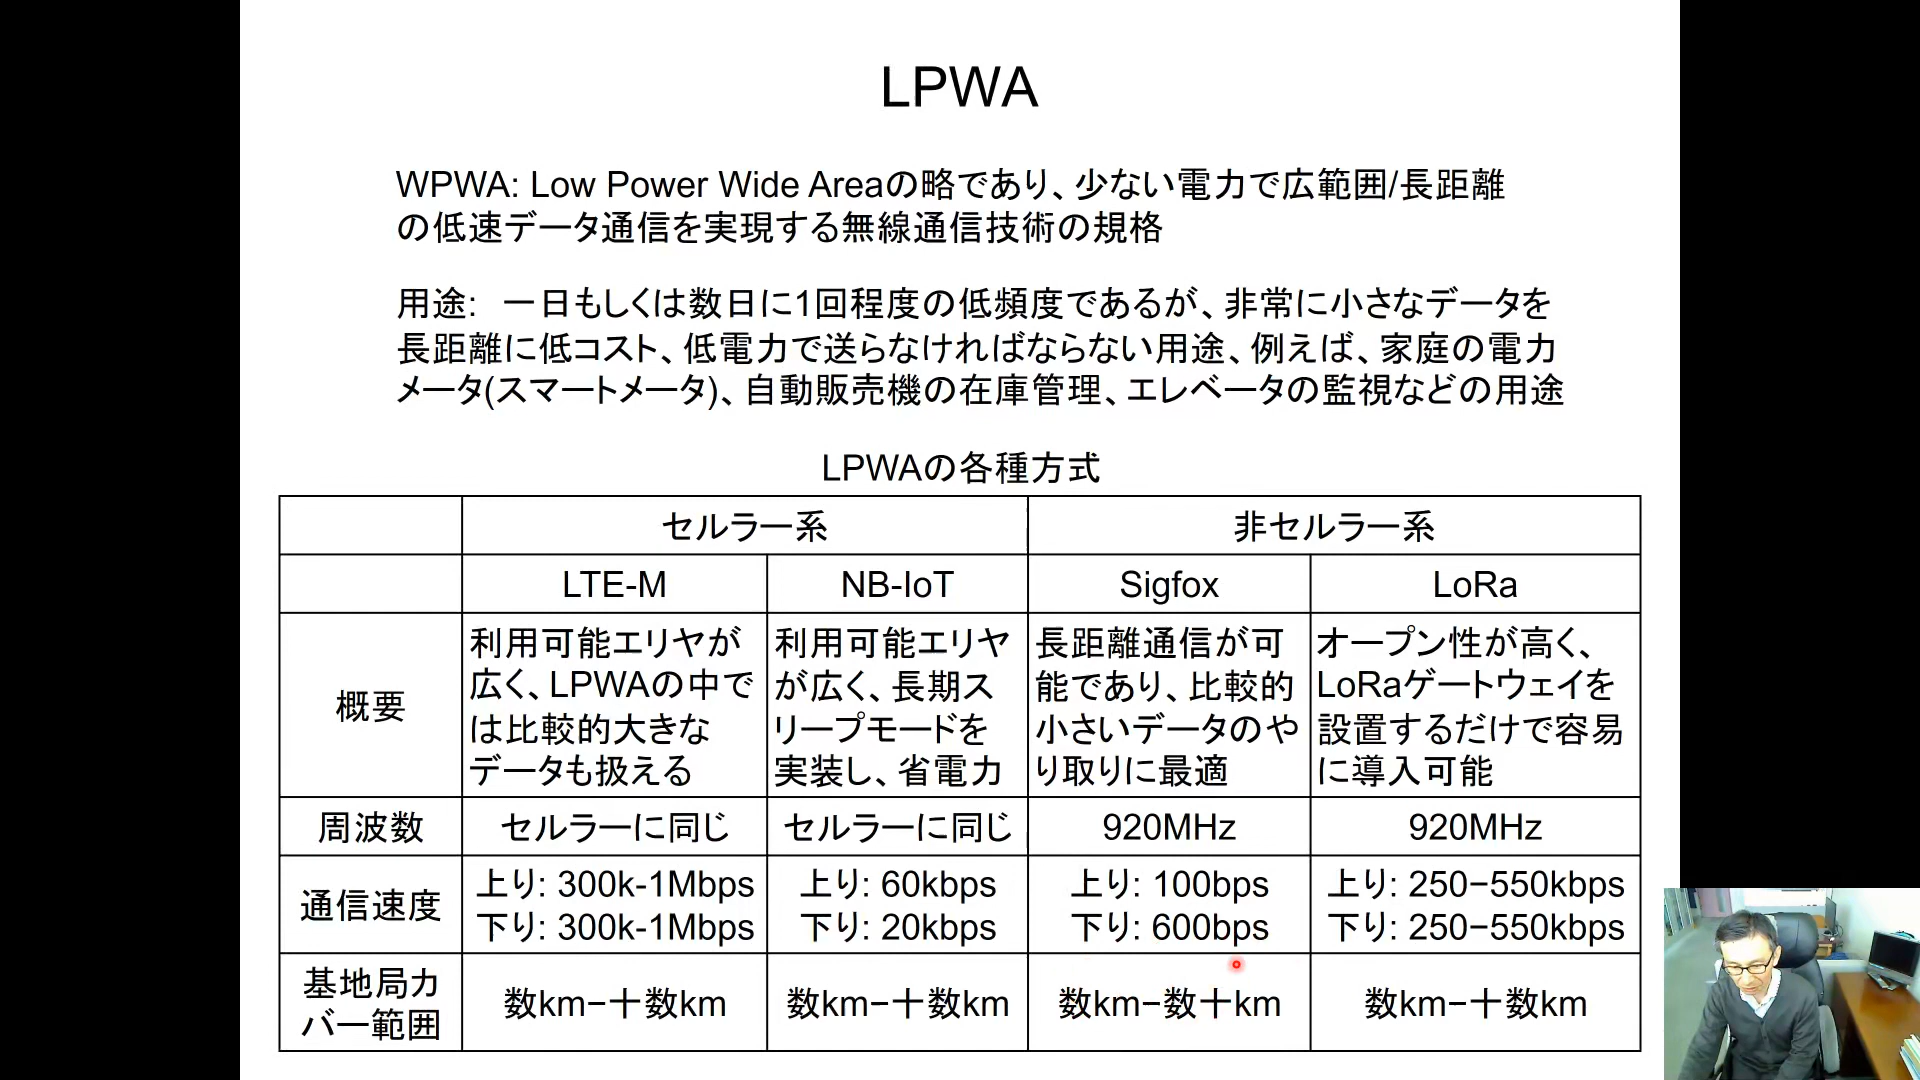 LPWA
WPWA: Low Power Wide Areaの略であり、少ない電力で広範囲/長距離
の低速データ通信を実現する無線通信技術の規格
用途:　一日もしくは数日に1回程度の低頻度であるが、非常に小さなデータを
長距離に低コスト、低電力で送らなければならない用途、例えば、家庭の電力
メータ(スマートメータ)、自動販売機の在庫管理、エレベータの監視などの用途
LPWAの各種方式
セルラー系 非セルラー系
LTE-M NB-IoT Sigfox LoRa
概要
利用可能エリヤが
広く、LPWAの中で
は比較的大きな
データも扱える
利用可能エリヤ
が広く、長期ス
リープモードを
実装し、省電力
長距離通信が可
能であり、比較的
小さいデータのや
り取りに最適
オープン性が高く、
LoRaゲートウェイを
設置するだけで容易
に導入可能
周波数 セルラーに同じ セルラーに同じ 920MHz 920MHz
通信速度
上り: 300k-1Mbps
下り: 300k-1Mbps
上り: 60kbps
下り: 20kbps
上り: 100bps
下り: 600bps
上り: 250−550kbps
下り: 250−550kbps
基地局カ
バー範囲
数km−十数km
数km−十数km
数km−数十km
数km−十数km